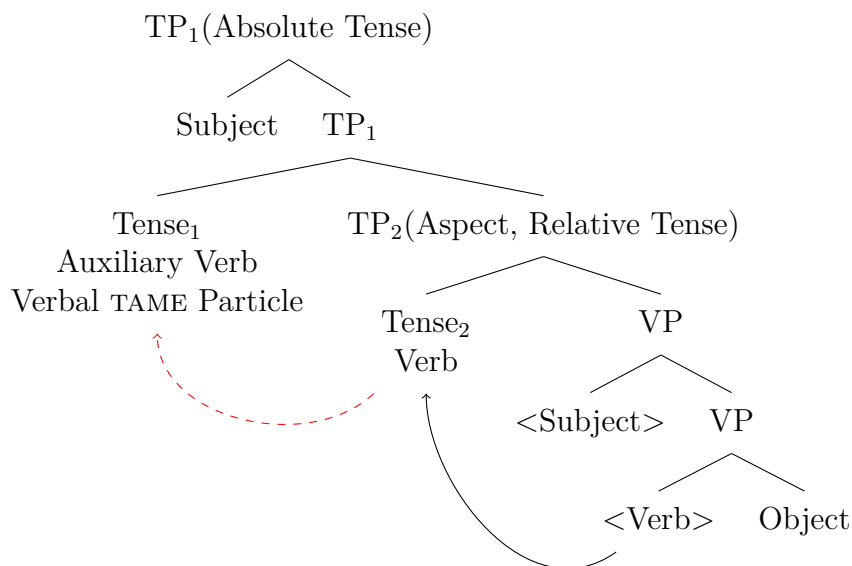 TP₁(Absolute Tense)
Subject TP₁
Tense₁ TP₂(Aspect, Relative Tense)
Auxiliary Verb
Verbal TAME Particle
Tense₂ VP
Verb
<Subject> VP
<Verb> Object